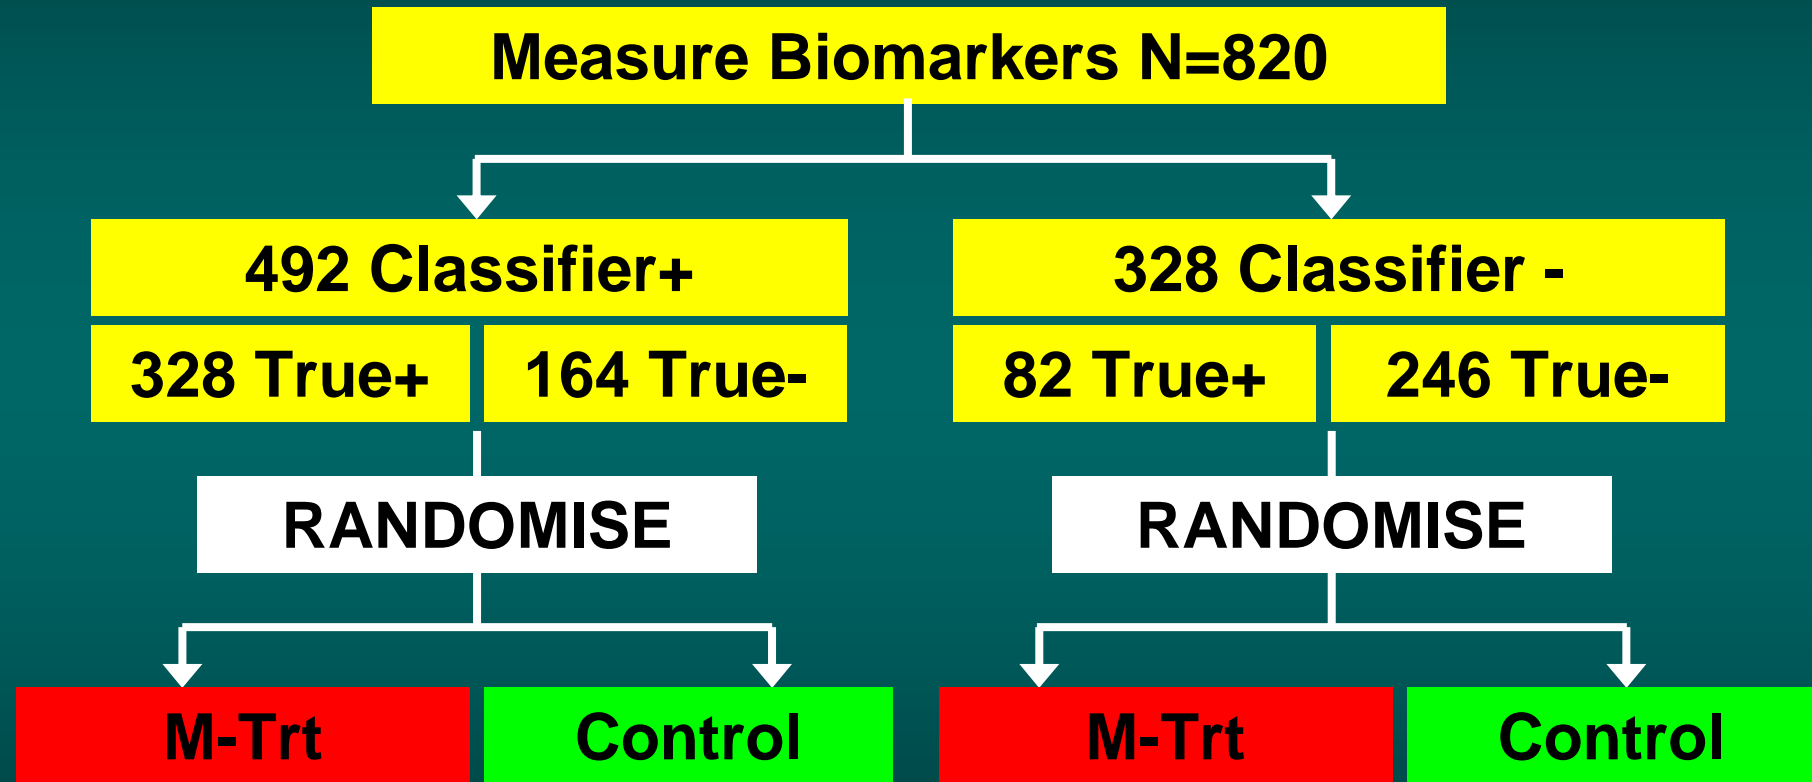 Measure Biomarkers N=820
492 Classifier+
328 Classifier -
328 True+
164 True-
82 True+
246 True-
RANDOMISE
RANDOMISE
M-Trt
Control
M-Trt
Control